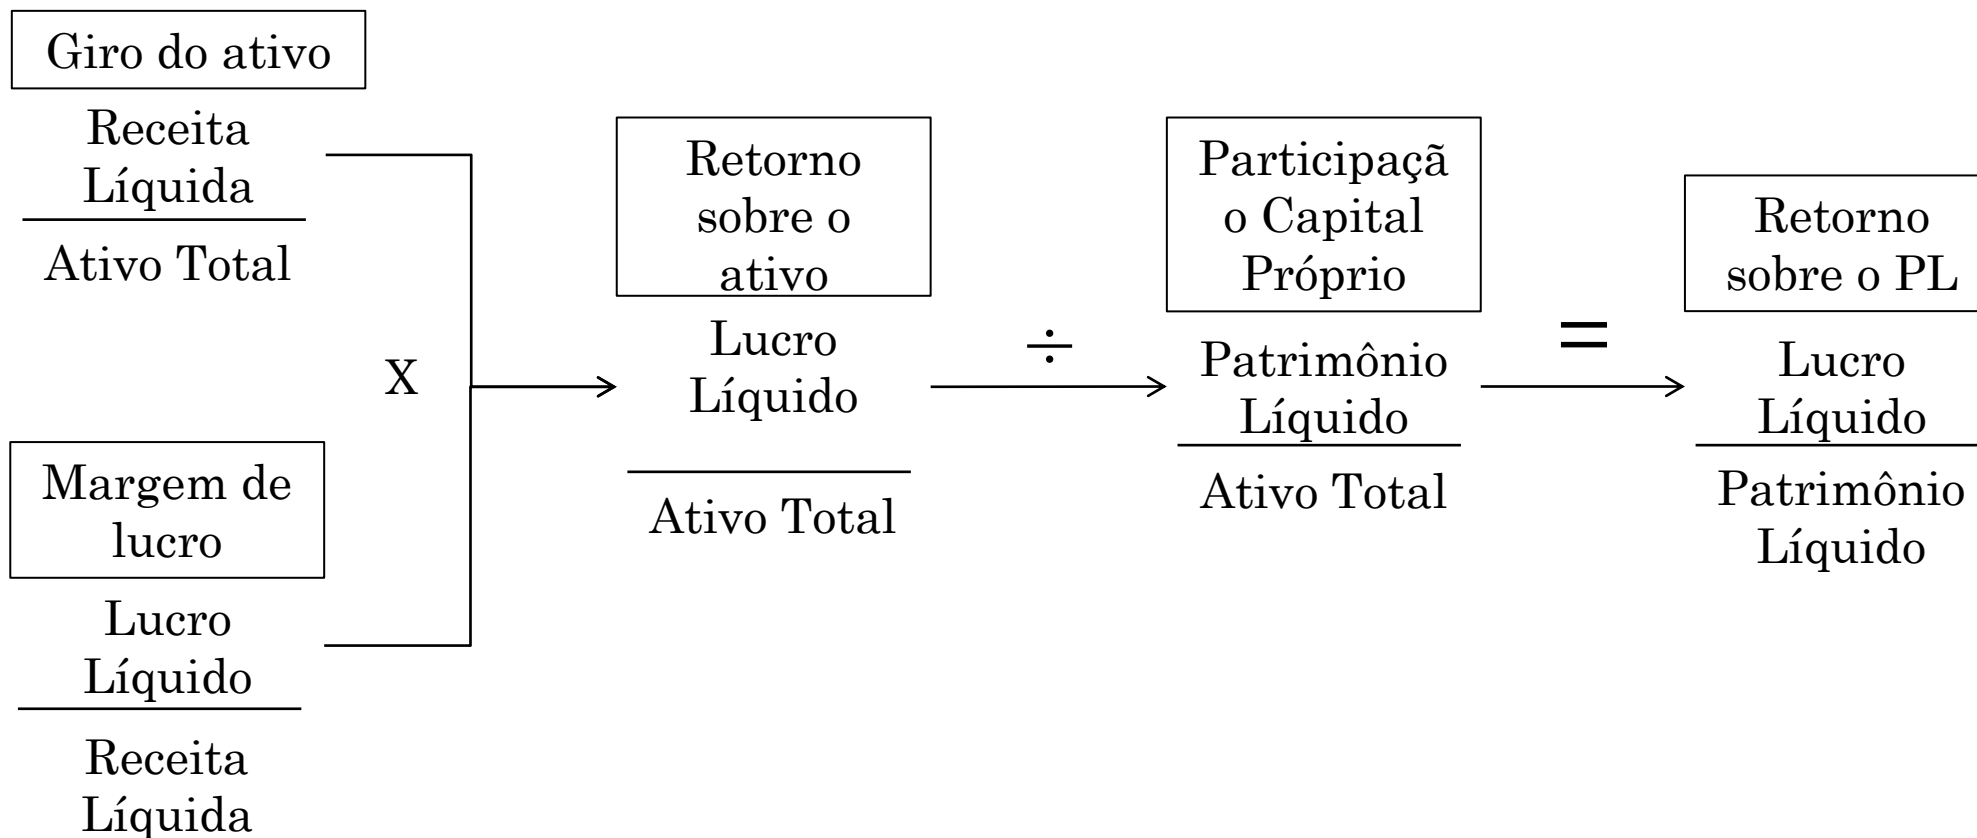 Giro do ativo
Receita
Líquida
Ativo Total
X
Margem de
lucro
Lucro
Líquido
Receita
Líquida
Retorno
sobre o
ativo
Lucro
Líquido
Ativo Total
÷
Participaçã
o Capital
Próprio
Patrimônio
Líquido
Ativo Total
=
Retorno
sobre o PL
Lucro
Líquido
Patrimônio
Líquido